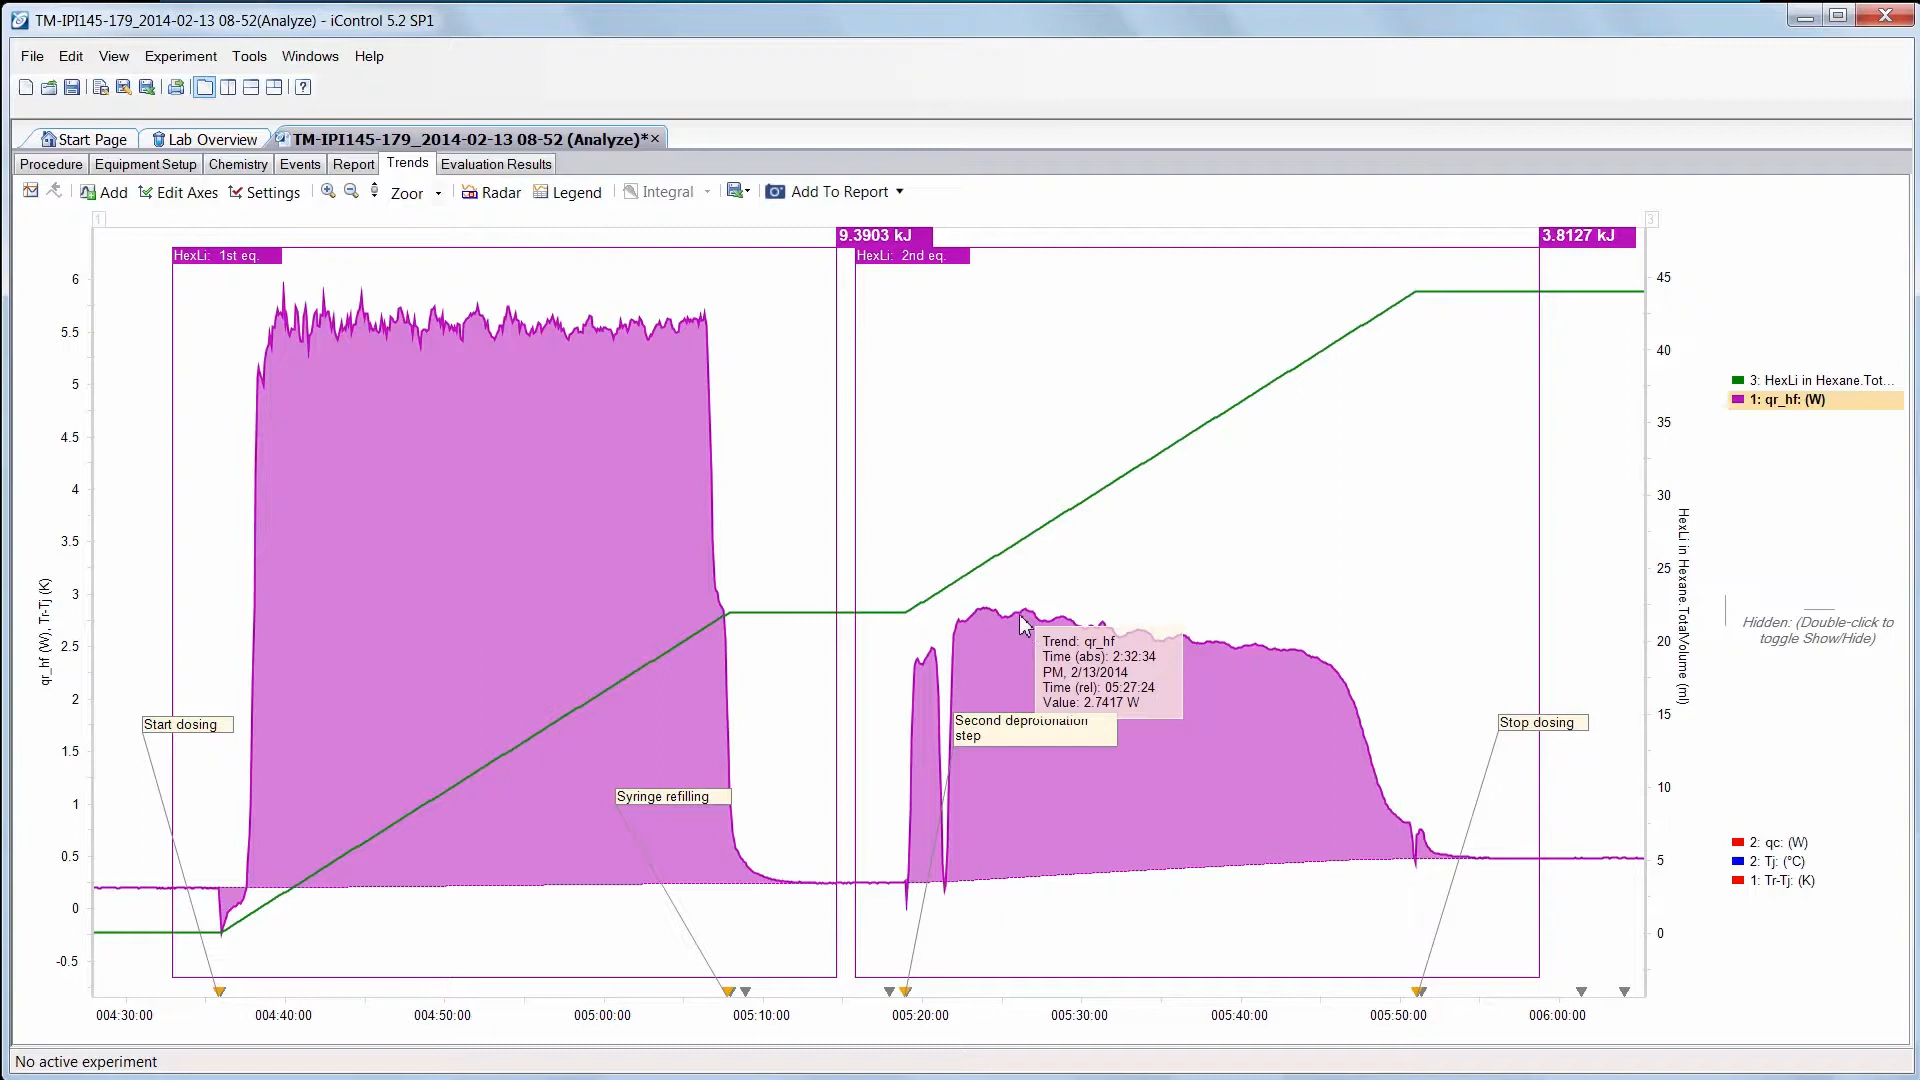 TM-IPI145-179_2014-02-13 08-52(Analyze) - iControl 5.2 SP1
File Edit View Experiment Tools Windows Help
?
Start Page Lab Overview TM-IPI145-179_2014-02-13 08-52 (Analyze)*×
Procedure Equipment Setup Chemistry Events Report Trends Evaluation Results
Add Edit Axes Settings Zoor Radar Legend Integral Add To Report
1 3
9.3903 kJ 3.8127 kJ
HexLi: 1st eq. HexLi: 2nd eq.
6
5.5
5
4.5
4
3.5
3
2.5
2
1.5
1
0.5
0
-0.5
qr_hf (W), Tr-Tj (K)
Start dosing
Syringe refilling
Trend: qr_hf
Time (abs): 2:32:34
PM, 2/13/2014
Time (rel): 05:27:24
Value: 2.7417 W
Second deprotonation
step
Stop dosing
45
40
35
30
25
20
15
10
5
0
HexLi in Hexane.TotalVolume (ml)
3: HexLi in Hexane.Tot...
1: qr_hf: (W)
Hidden: (Double-click to
toggle Show/Hide)
2: qc: (W)
2: Tj: (°C)
1: Tr-Tj: (K)
004:30:00 004:40:00 004:50:00 005:00:00 005:10:00 005:20:00 005:30:00 005:40:00 005:50:00 006:00:00
No active experiment